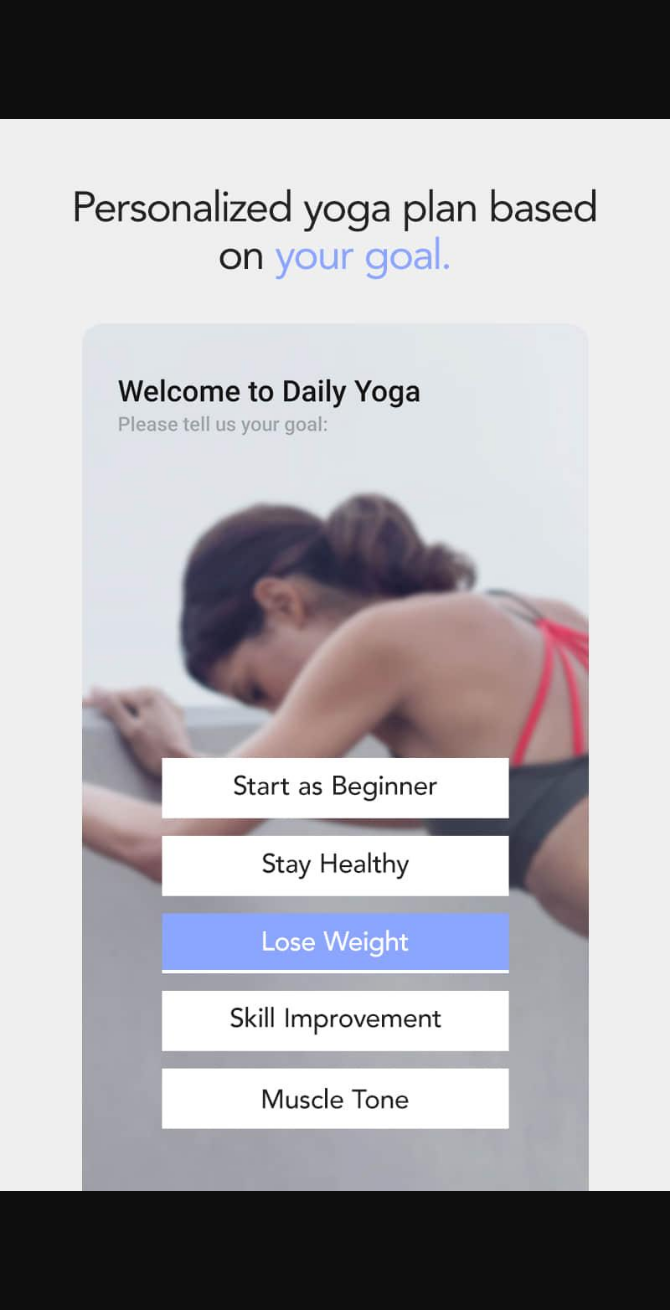 Personalized yoga plan based
on your goal.
Welcome to Daily Yoga
Please tell us your goal:
Start as Beginner
Stay Healthy
Lose Weight
Skill Improvement
Muscle Tone